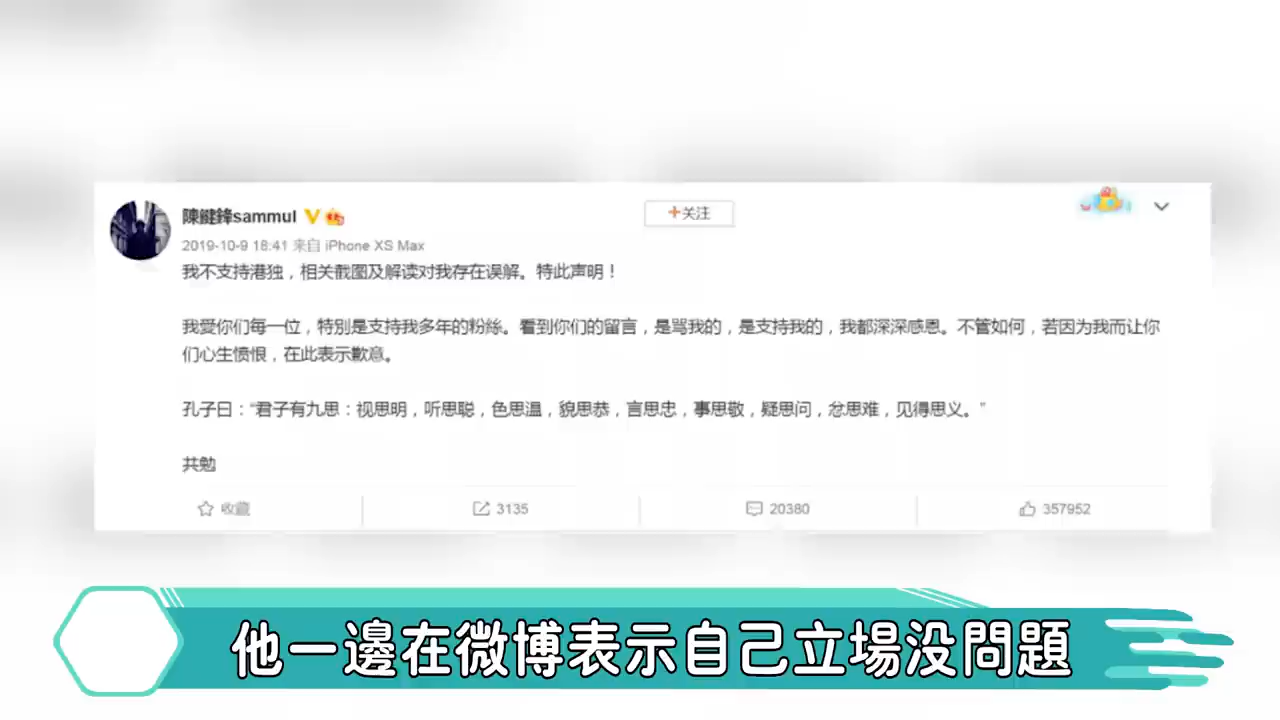 陳鍵鋒sammul
+关注
2019-10-9 18:41 来自 iPhone XS Max
我不支持港独，相关截图及解读对我存在误解。特此声明！
我愛你们每一位，特別是支持我多年的粉絲。看到你们的留言，是骂我的，是支持我的，我都深深感恩。不管如何，若因为我而让你
们心生愤恨，在此表示歉意。
孔子曰：“君子有九思：视思明，听思聪，色思温，貌思恭，言思忠，事思敬，疑思问，忿思难，见得思义。”
共勉
收藏
3135
20380
357952
他一邊在微博表示自己立場没問題